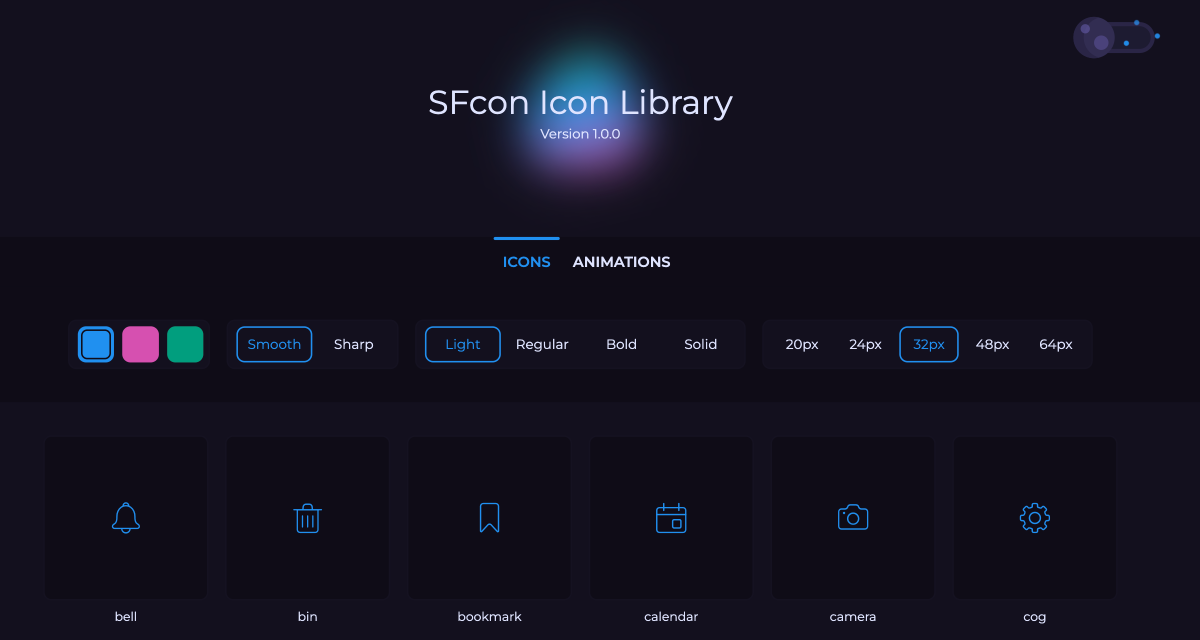 SFcon Icon Library
Version 1.0.0
ICONS ANIMATIONS
Smooth Sharp Light Regular Bold Solid 20px 24px 32px 48px 64px
bell bin bookmark calendar camera cog